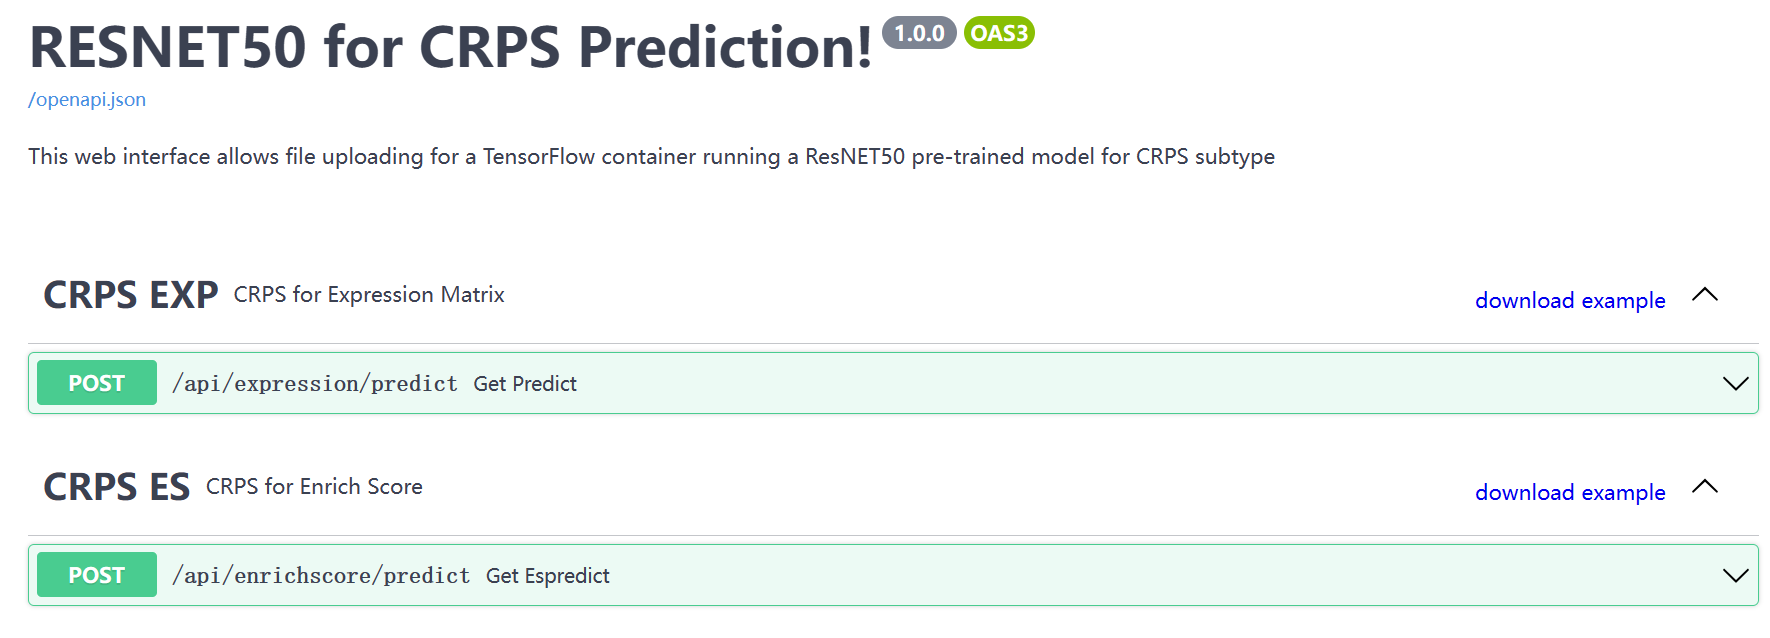 RESNET50 for CRPS Prediction! 1.0.0 OAS3
/openapi.json
This web interface allows file uploading for a TensorFlow container running a ResNET50 pre-trained model for CRPS subtype
CRPS EXP CRPS for Expression Matrix download example
POST /api/expression/predict Get Predict
CRPS ES CRPS for Enrich Score download example
POST /api/enrichscore/predict Get Espredict